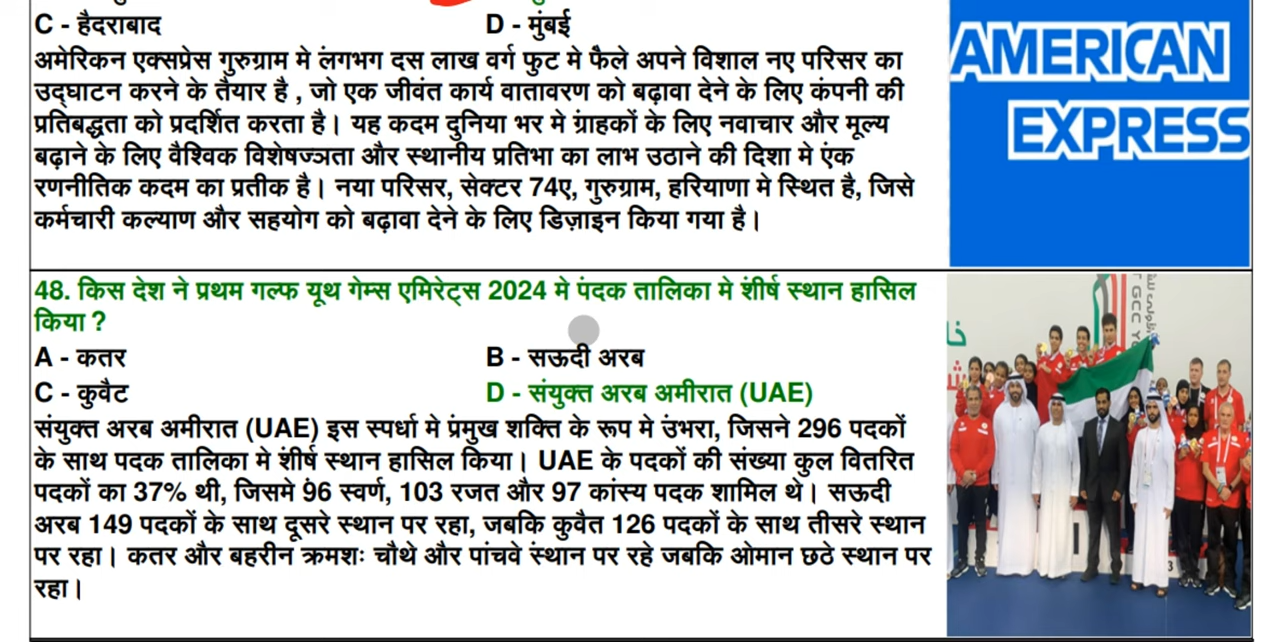 C - हैदराबाद
D - मुंबई
अमेरिकन एक्सप्रेस गुरुग्राम मे लंगभग दस लाख वर्ग फुट मे फैले अपने विशाल नए परिसर का
उद्घाटन करने के तैयार है , जो एक जीवंत कार्य वातावरण को बढ़ावा देने के लिए कंपनी की
प्रतिबद्धता को प्रदर्शित करता है। यह कदम दुनिया भर मे ग्राहकों के लिए नवाचार और मूल्य
बढ़ाने के लिए वैश्विक विशेषज्ञता और स्थानीय प्रतिभा का लाभ उठाने की दिशा मे एंक
रणनीतिक कदम का प्रतीक है। नया परिसर, सेक्टर 74ए, गुरुग्राम, हरियाणा मे स्थित है, जिसे
कर्मचारी कल्याण और सहयोग को बढ़ावा देने के लिए डिज़ाइन किया गया है।
AMERICAN
EXPRESS
48. किस देश ने प्रथम गल्फ यूथ गेम्स एमिरेट्स 2024 मे पंदक तालिका मे शींर्ष स्थान हासिल
किया ?
A - कतर
B - सऊदी अरब
C - कुवैट
D - संयुक्त अरब अमीरात (UAE)
संयुक्त अरब अमीरात (UAE) इस स्पर्धा मे प्रंमुख शक्ति के रूप मे उंभरा, जिसने 296 पदकों
के साथ पदक तालिका मे शींर्ष स्थान हासिल किया। UAE के पदकों की संख्या कुल वितरित
पदकों का 37% थी, जिसमे 96 स्वर्ण, 103 रजत और 97 कांस्य पदक शामिल थे। सऊदी
अरब 149 पदकों के साथ दूसरे स्थान पर रहा, जबकि कुवैत 126 पदकों के साथ तीसरे स्थान
पर रहा। कतर और बहरीन क्रमशः चौथे और पांचवे स्ंथान पर रहे जबकि ओमान छठे स्थान पर
रहा।